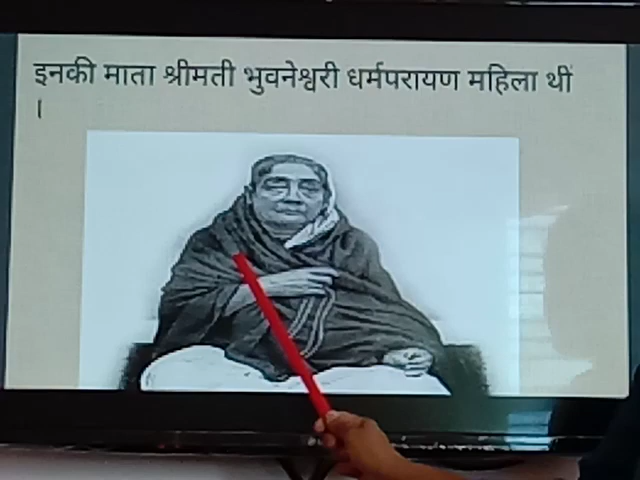 इनकी माता श्रीमती भुवनेश्वरी धर्मपरायण महिला थीं
।